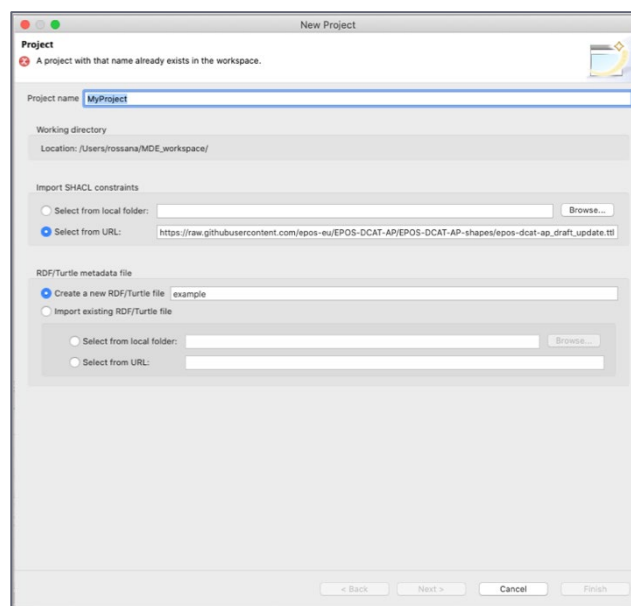 New Project
Project
A project with that name already exists in the workspace.
Project name MyProject
Working directory
Location: /Users/rossana/MDE_workspace/
Import SHACL constraints
Select from local folder: Browse...
Select from URL: https://raw.githubusercontent.com/epos-eu/EPOS-DCAT-AP/EPOS-DCAT-AP-shapes/epos-dcat-ap_draft_update.ttl
RDF/Turtle metadata file
Create a new RDF/Turtle file example
Import existing RDF/Turtle file
Select from local folder: Browse...
Select from URL:
< Back Next > Cancel Finish